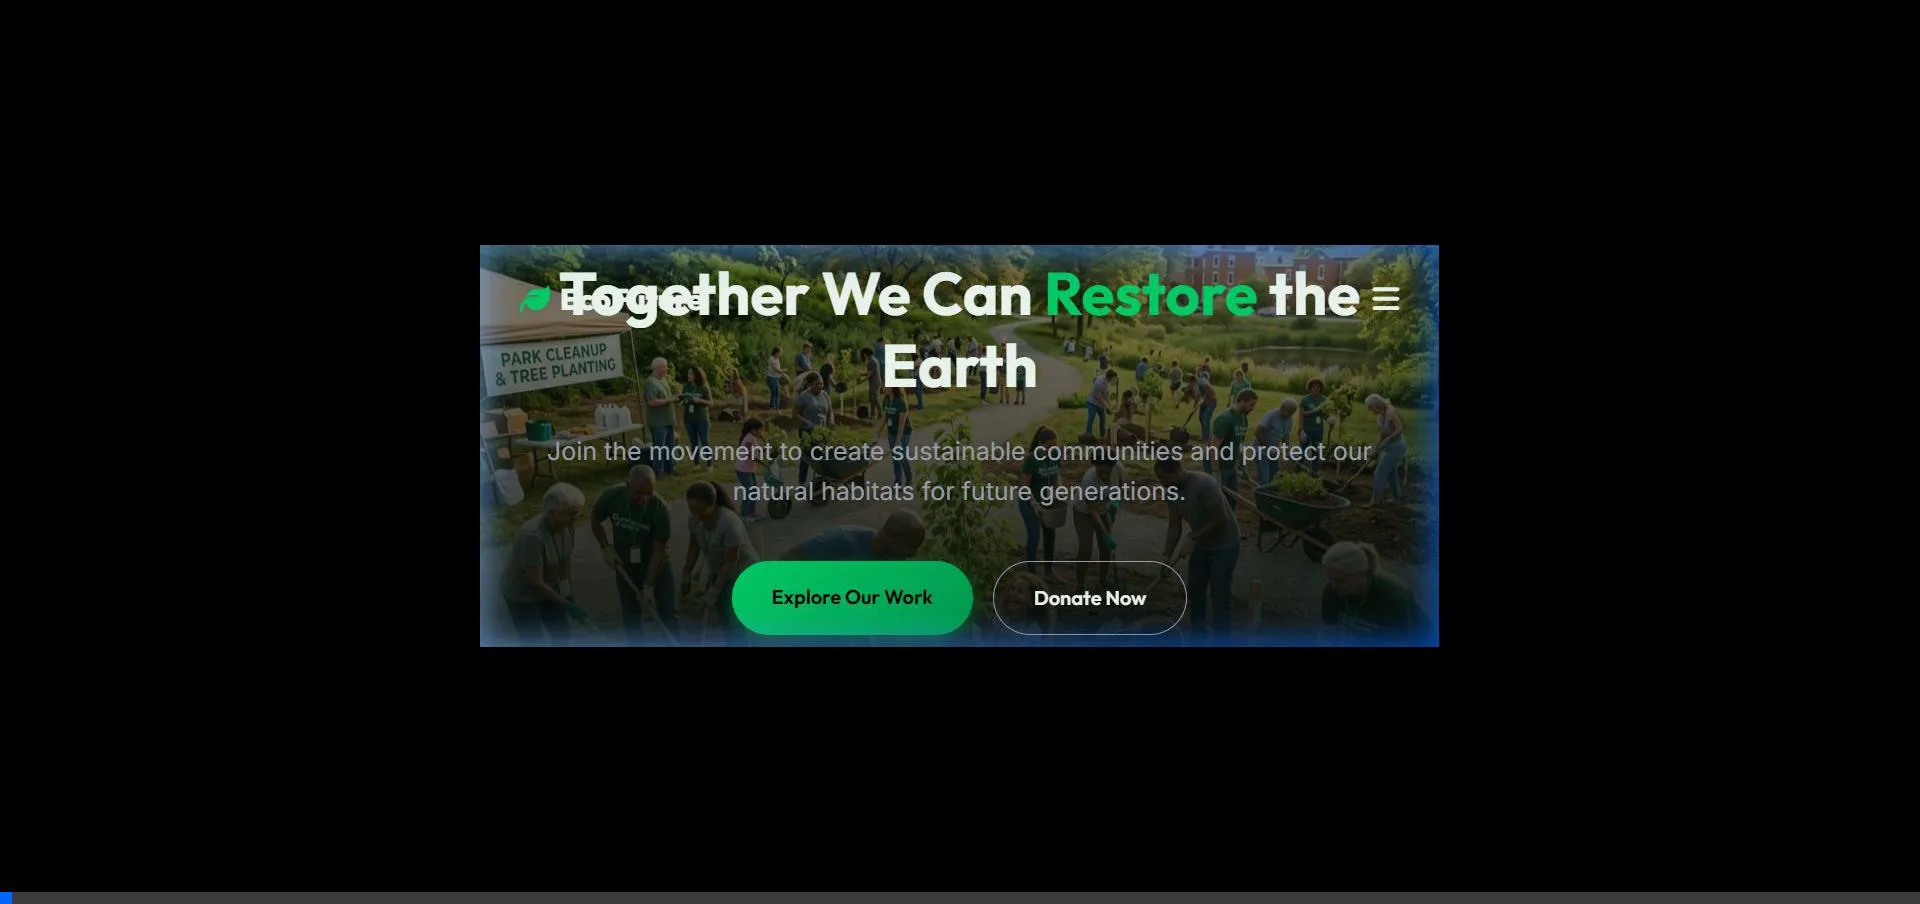 EcoFuture
Together We Can Restore the
Earth
PARK CLEANUP
& TREE PLANTING
Join the movement to create sustainable communities and protect our
natural habitats for future generations.
Explore Our Work
Donate Now